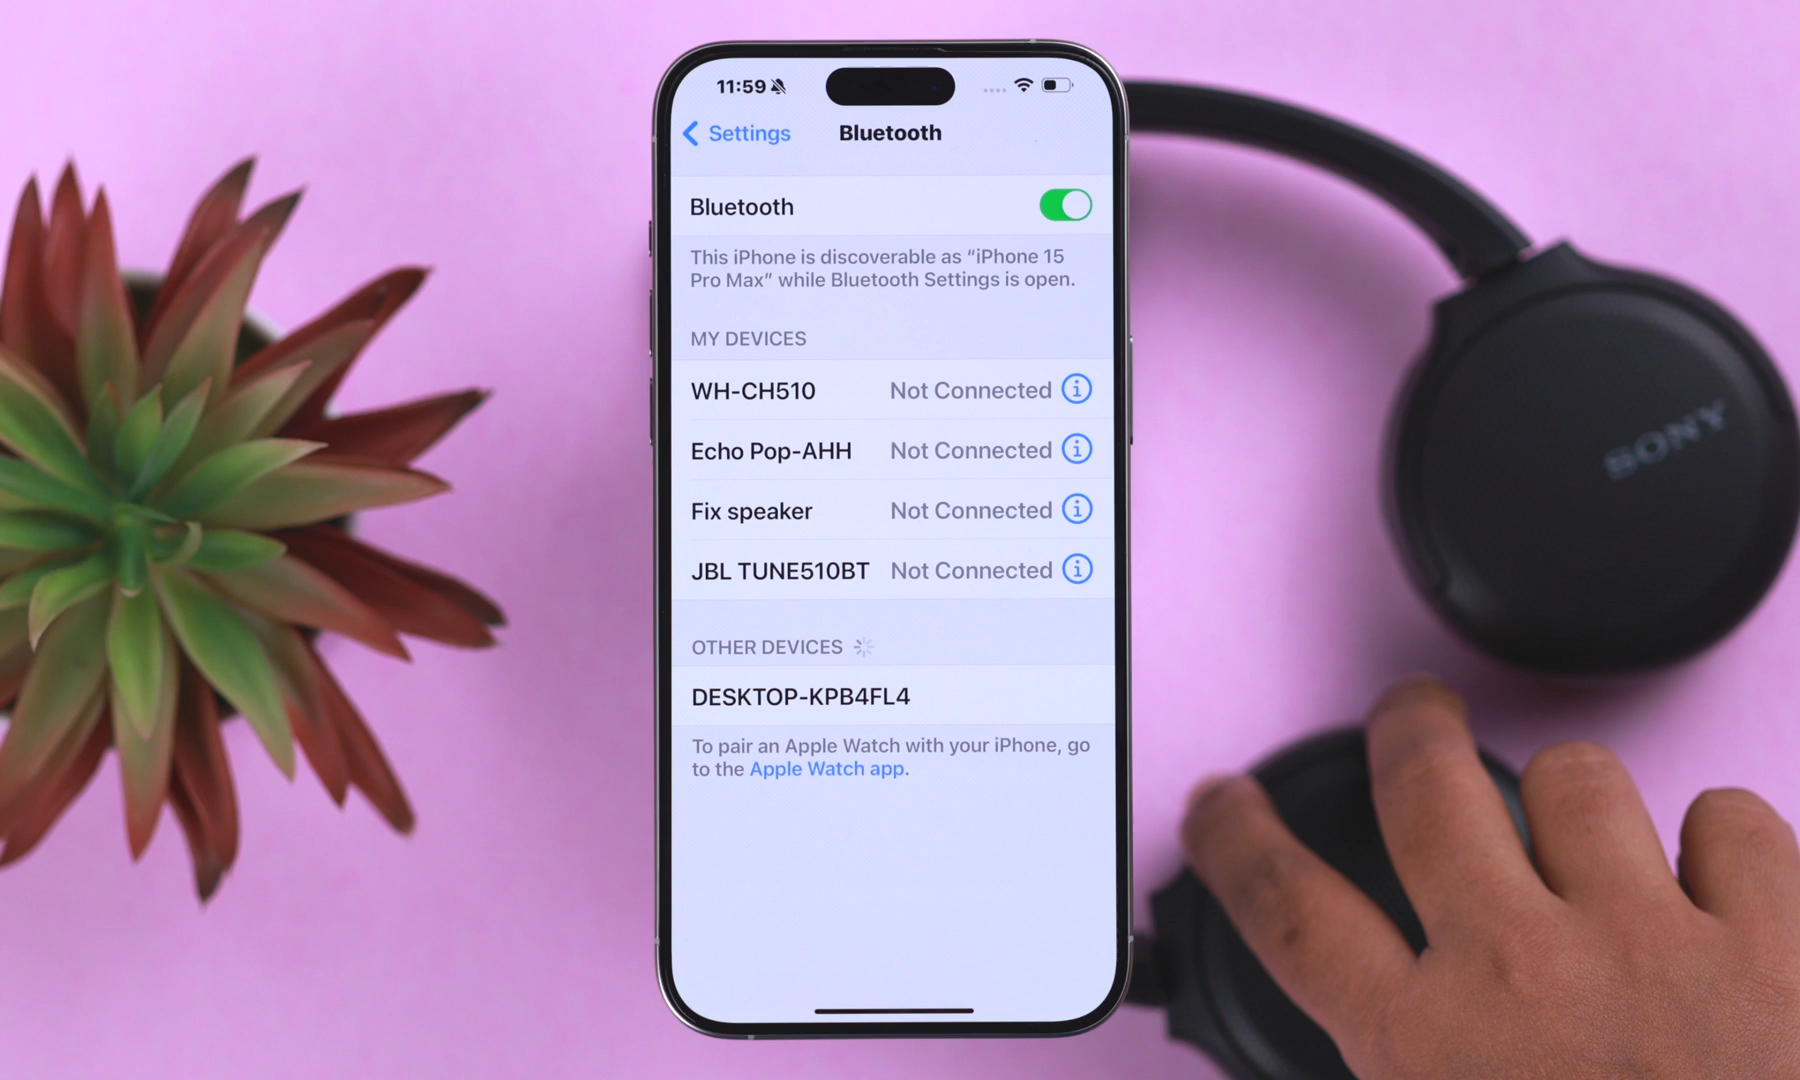 11:59
Settings
Bluetooth
Bluetooth
This iPhone is discoverable as “iPhone 15
Pro Max” while Bluetooth Settings is open.
MY DEVICES
WH-CH510 Not Connected
Echo Pop-AHH Not Connected
Fix speaker Not Connected
JBL TUNE510BT Not Connected
OTHER DEVICES
DESKTOP-KPB4FL4
To pair an Apple Watch with your iPhone, go
to the Apple Watch app.
SONY